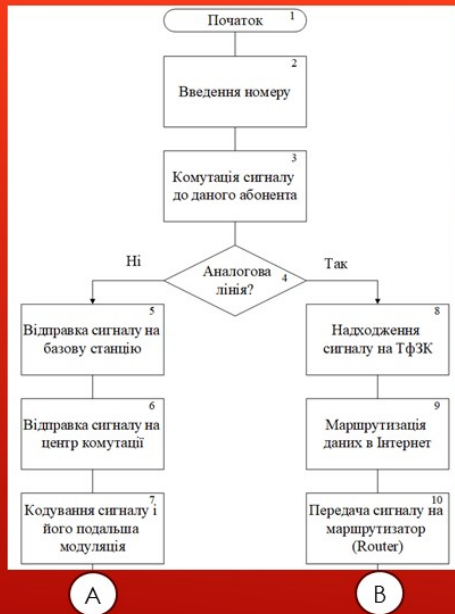 Початок 1
2
Введення номеру
3
Комутація сигналу
до даного абонента
Ні
Аналогова
лінія?
4
Так
5
Відправка сигналу на
базову станцію
6
Відправка сигналу на
центр комутації
7
Кодування сигналу і
його подальша
модуляція
A
8
Надходження
сигналу на ТфЗК
9
Маршрутизація
даних в Інтернет
10
Передача сигналу на
маршрутизатор
(Router)
B